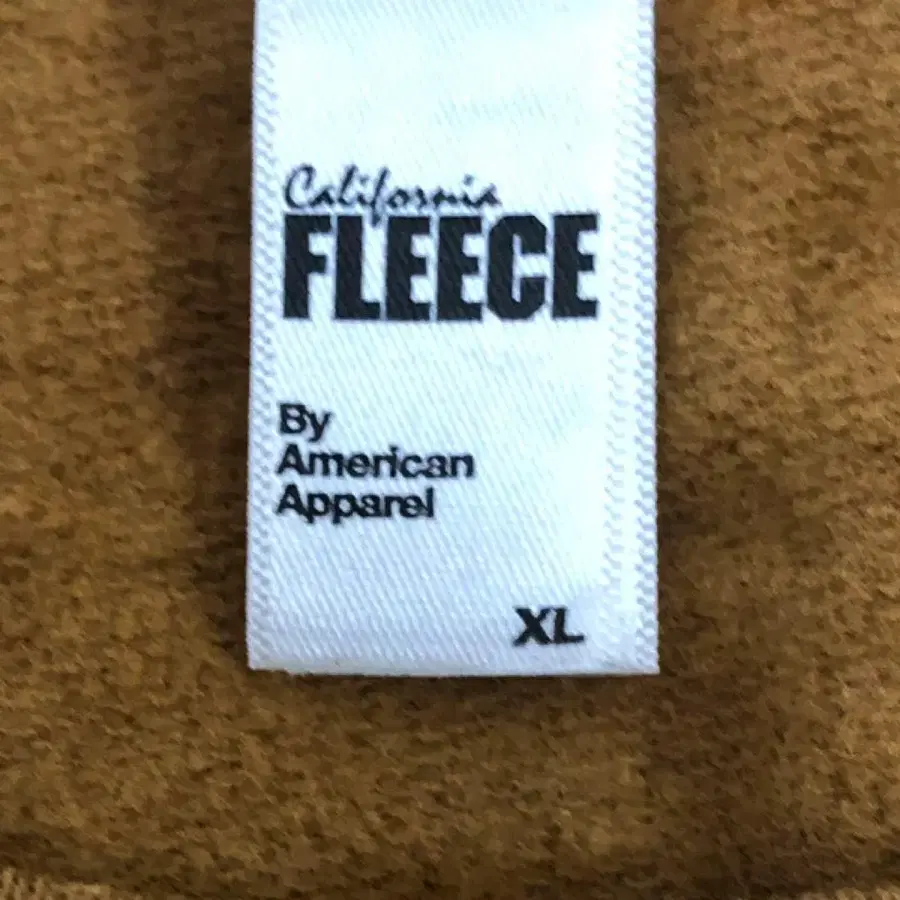 California
FLEECE
By
American
Apparel
XL